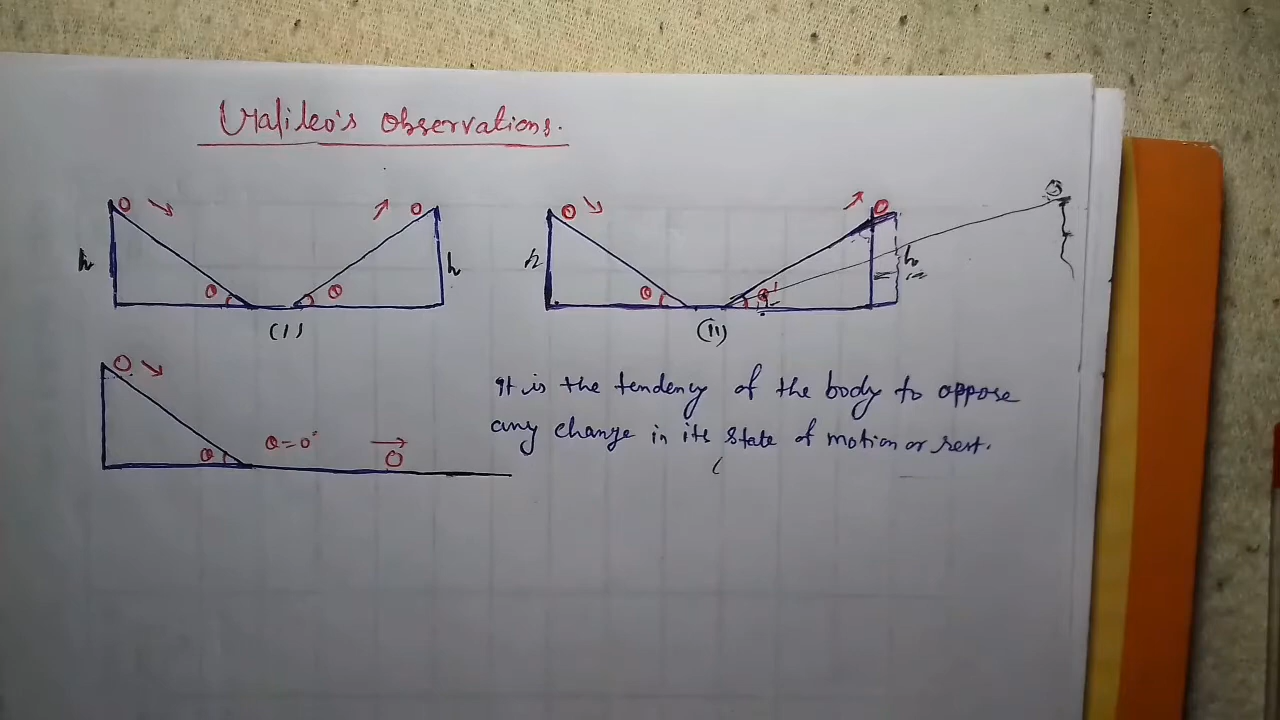 Galileo's observations.
h θ θ h
(I)
h θ θ' h
(II)
θ θ=0° 
It is the tendency of the body to oppose
any change in its state of motion or rest.
(